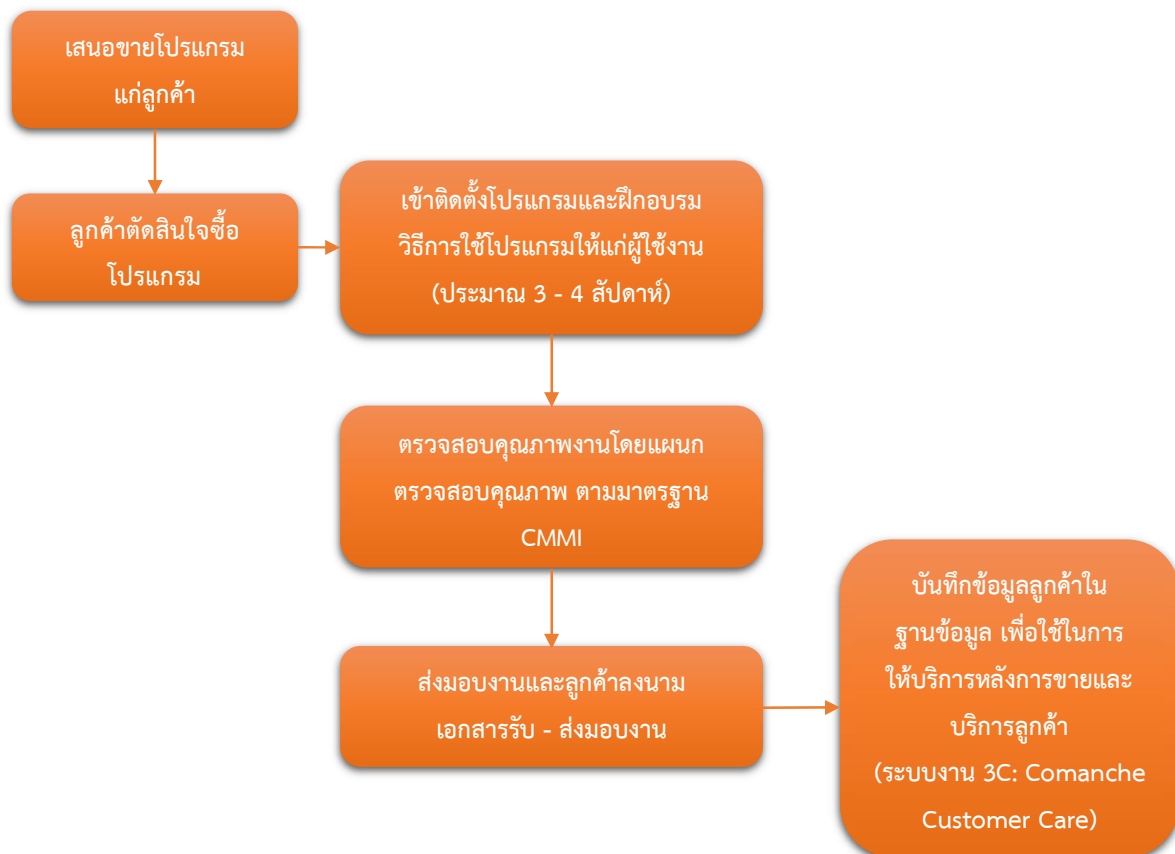 เสนอขายโปรแกรม
แก่ลูกค้า
ลูกค้าตัดสินใจซื้อ
โปรแกรม
เข้าติดตั้งโปรแกรมและฝึกอบรม
วิธีการใช้โปรแกรมให้แก่ผู้ใช้งาน
(ประมาณ 3 - 4 สัปดาห์)
ตรวจสอบคุณภาพงานโดยแผนก
ตรวจสอบคุณภาพ ตามมาตรฐาน
CMMI
ส่งมอบงานและลูกค้าลงนาม
เอกสารรับ - ส่งมอบงาน
บันทึกข้อมูลลูกค้าใน
ฐานข้อมูล เพื่อใช้ในการ
ให้บริการหลังการขายและ
บริการลูกค้า
(ระบบงาน 3C: Comanche
Customer Care)